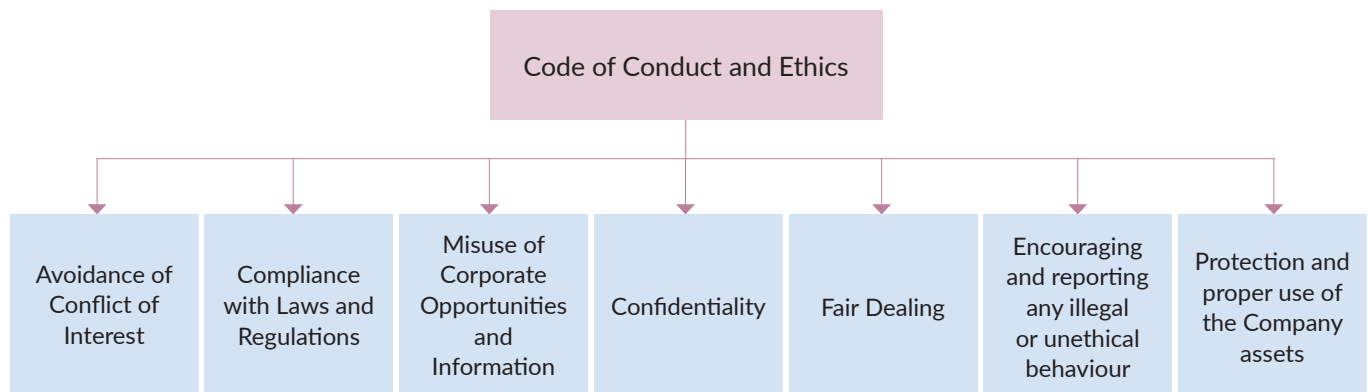 Code of Conduct and Ethics
Avoidance of
Conflict of
Interest
Compliance
with Laws and
Regulations
Misuse of
Corporate
Opportunities
and
Information
Confidentiality
Fair Dealing
Encouraging
and reporting
any illegal
or unethical
behaviour
Protection and
proper use of
the Company
assets